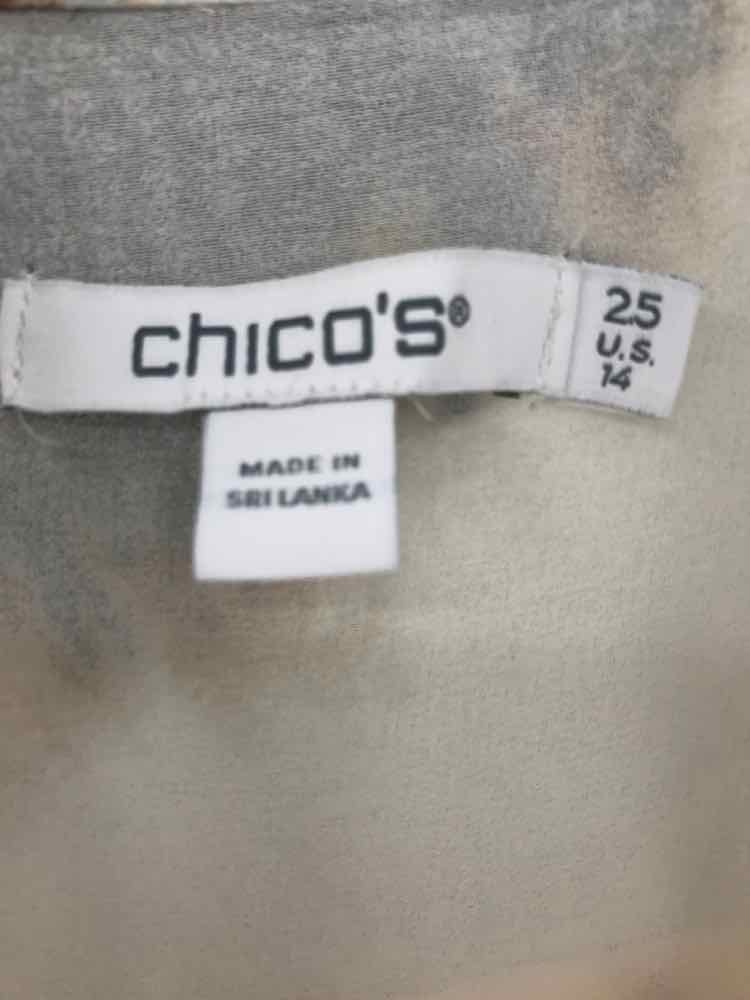 chico's®
2.5
U.S.
14
MADE IN
SRI LANKA